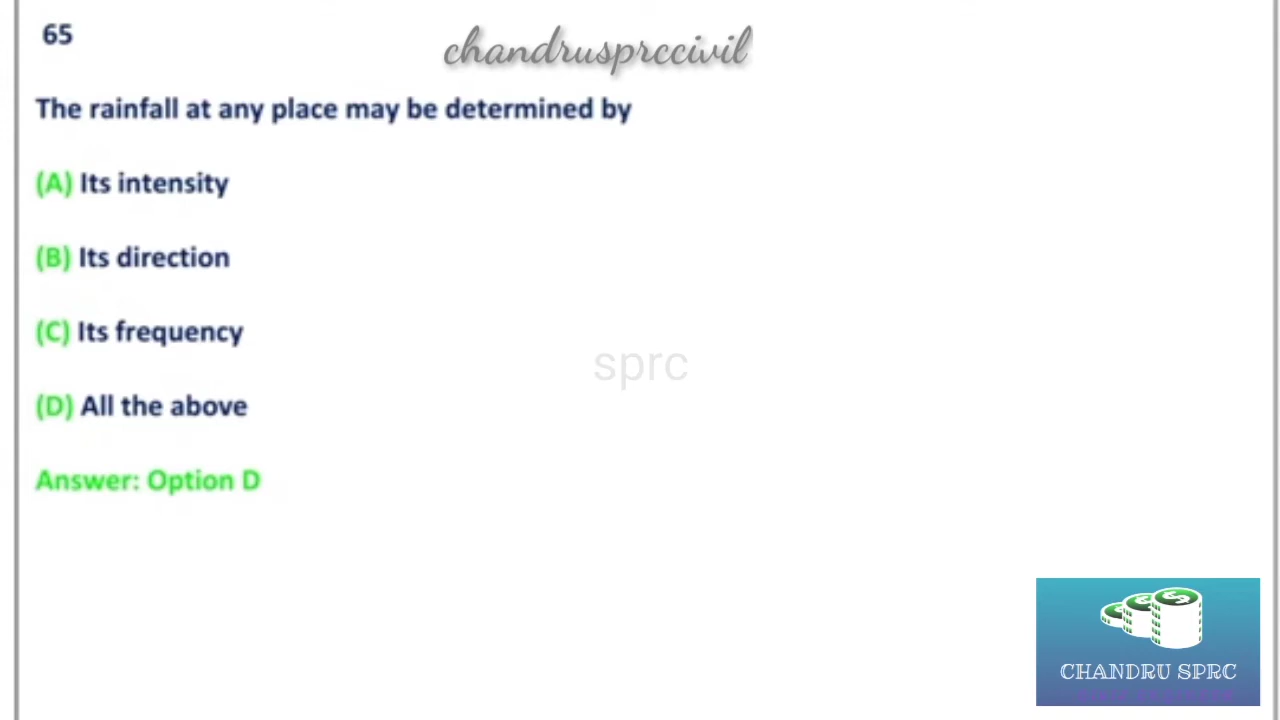 65
chandrusprccivil
The rainfall at any place may be determined by
(A) Its intensity
(B) Its direction
(C) Its frequency
sprc
(D) All the above
Answer: Option D
CHANDRU SPRC